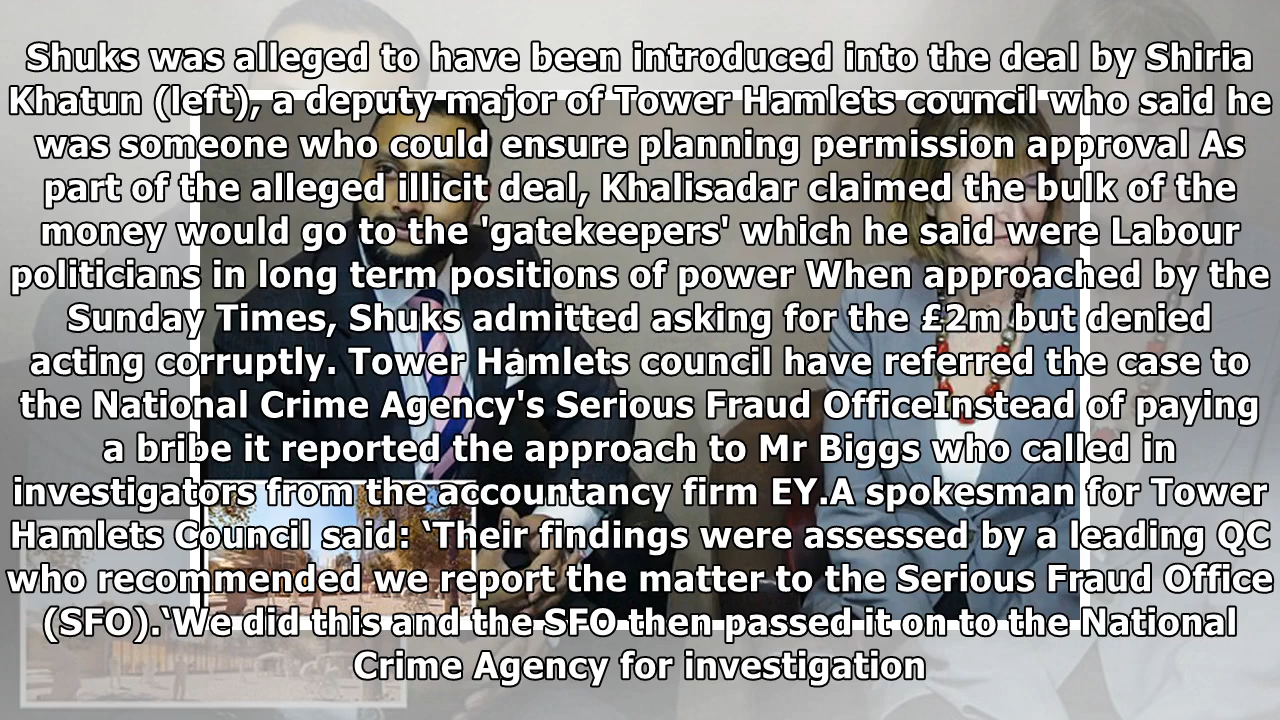 Shuks was alleged to have been introduced into the deal by Shiria
Khatun (left), a deputy major of Tower Hamlets council who said he
was someone who could ensure planning permission approval As
part of the alleged illicit deal, Khalisadar claimed the bulk of the
money would go to the 'gatekeepers' which he said were Labour
politicians in long term positions of power When approached by the
Sunday Times, Shuks admitted asking for the £2m but denied
acting corruptly. Tower Hamlets council have referred the case to
the National Crime Agency's Serious Fraud OfficeInstead of paying
a bribe it reported the approach to Mr Biggs who called in
investigators from the accountancy firm EY.A spokesman for Tower
Hamlets Council said: ‘Their findings were assessed by a leading QC
who recommended we report the matter to the Serious Fraud Office
(SFO).‘We did this and the SFO then passed it on to the National
Crime Agency for investigation